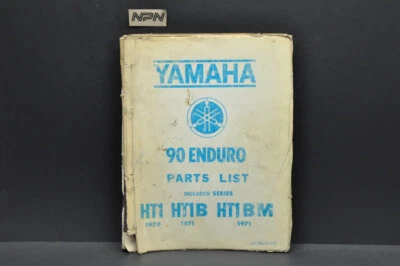 NPN
YAMAHA
'90 ENDURO
PARTS LIST
INCLUDES SERIES
HT1 HT1B HT1BM
1970 1971 1971